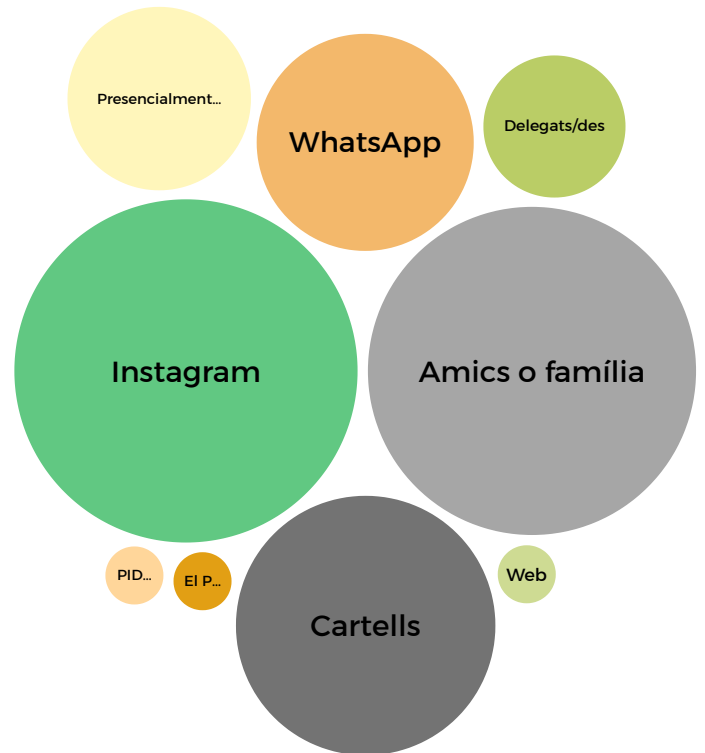 Presencialment...
WhatsApp
Delegats/des
Instagram
Amics o família
PID...
El P...
Web
Cartells